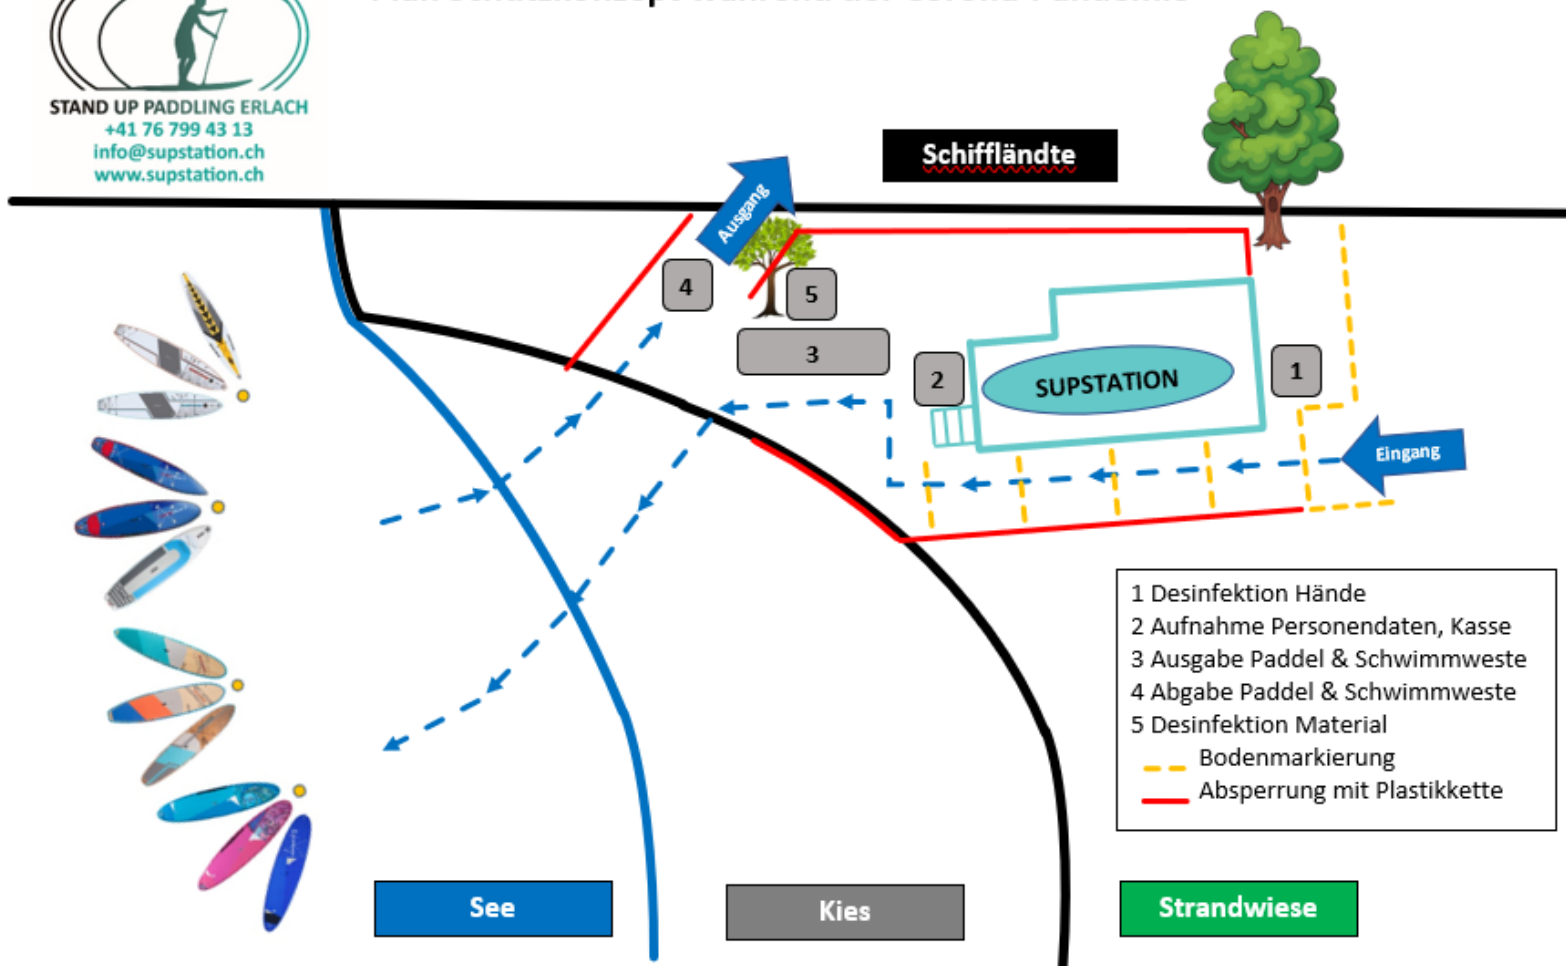 STAND UP PADDLING ERLACH
+41 76 799 43 13
info@supstation.ch
www.supstation.ch
Schiffländte
Ausgang
4
5
3
2
SUPSTATION
1
Eingang
1 Desinfektion Hände
2 Aufnahme Personendaten, Kasse
3 Ausgabe Paddel & Schwimmweste
4 Abgabe Paddel & Schwimmweste
5 Desinfektion Material
Bodenmarkierung
Absperrung mit Plastikkette
See
Kies
Strandwiese